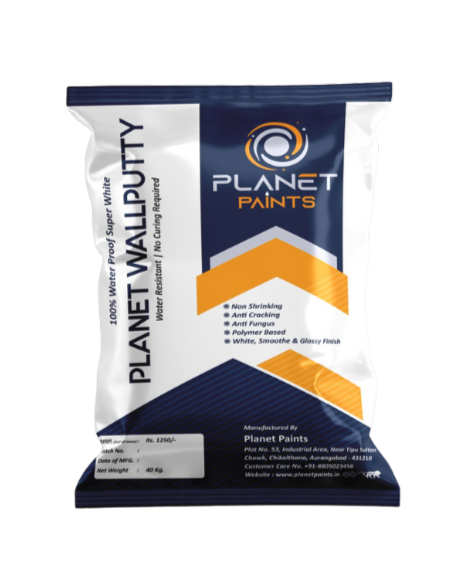 PLANET
PAINTS
100% Water Proof Super White
PLANET WALLPUTTY
Water Resistant | No Curing Required
Non Shrinking
Anti Cracking
Anti Fungus
Polymer Based
White, Smoothe & Glossy Finish
MRP Rs. 1250/-
Batch No. :
Date of MFG. :
Net Weight : 40 Kg.
Manufactured By
Planet Paints
Plot No. 53, Industrial Area, Near Tipu Sultan
Chowk, Chikalthana, Aurangabad - 431210
Customer Care No. +91-8805023456
Website : www.planetpaints.in